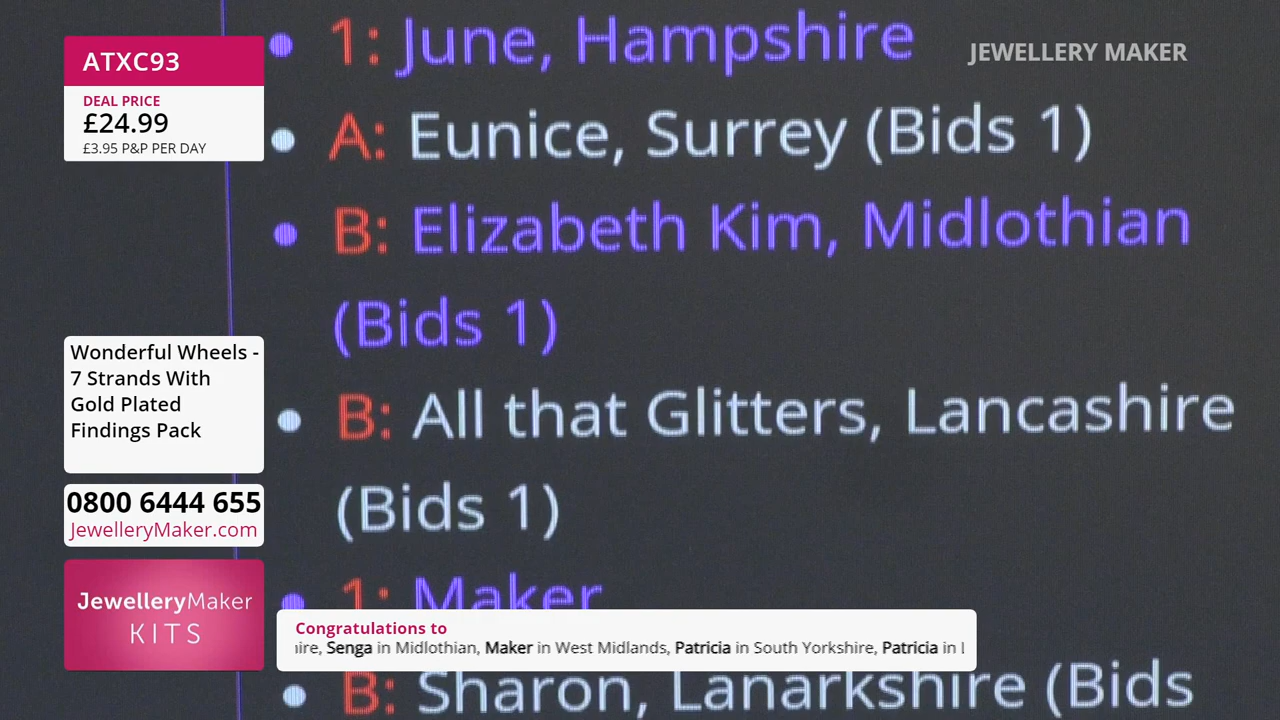 ATXC93
DEAL PRICE
£24.99
£3.95 P&P PER DAY
JEWELLERY MAKER
• 1: June, Hampshire
• A: Eunice, Surrey (Bids 1)
• B: Elizabeth Kim, Midlothian
(Bids 1)
• B: All that Glitters, Lancashire
(Bids 1)
• 1: Maker
• B: Sharon, Lanarkshire (Bids
Wonderful Wheels -
7 Strands With
Gold Plated
Findings Pack
0800 6444 655
JewelleryMaker.com
JewelleryMaker
KITS
Congratulations to
ire, Senga in Midlothian, Maker in West Midlands, Patricia in South Yorkshire, Patricia in